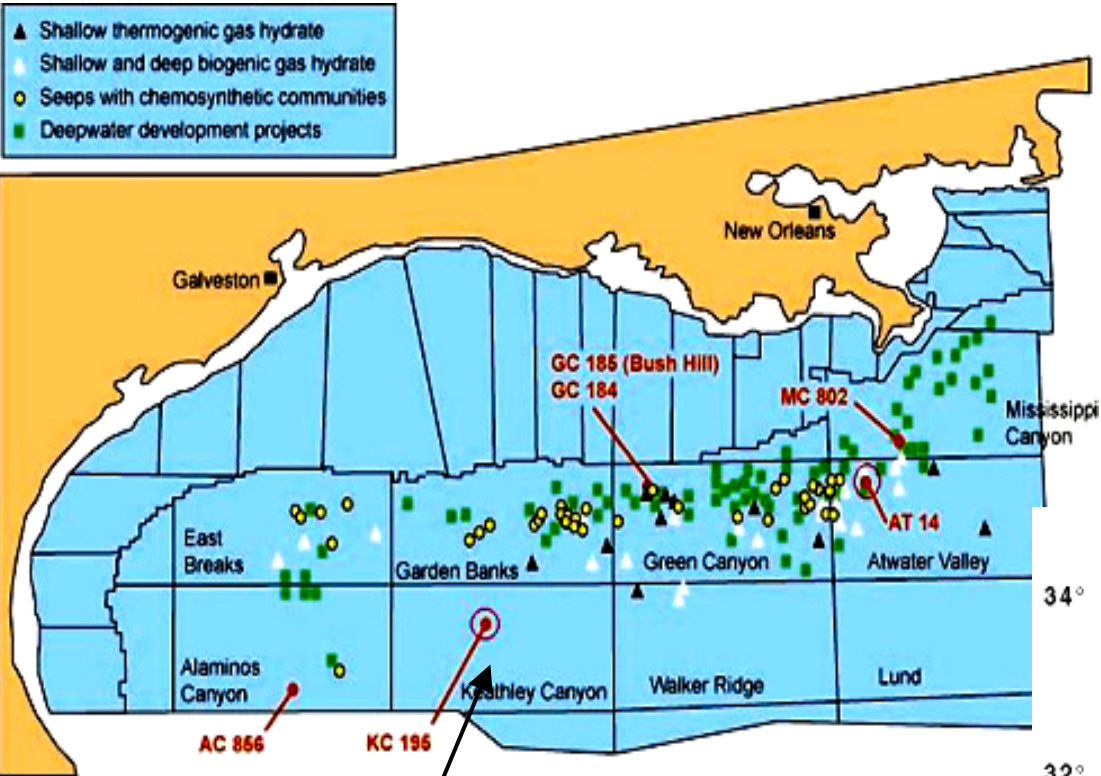 Shallow thermogenic gas hydrate
Shallow and deep biogenic gas hydrate
Seeps with chemosynthetic communities
Deepwater development projects
New Orleans
Galveston
GC 185 (Bush Hill)
GC 184
MC 802
Mississippi
Canyon
AT 14
East
Breaks
Garden Banks
Green Canyon
Atwater Valley
34°
Alaminos
Canyon
Keathley Canyon
Walker Ridge
Lund
AC 856
KC 195
32°